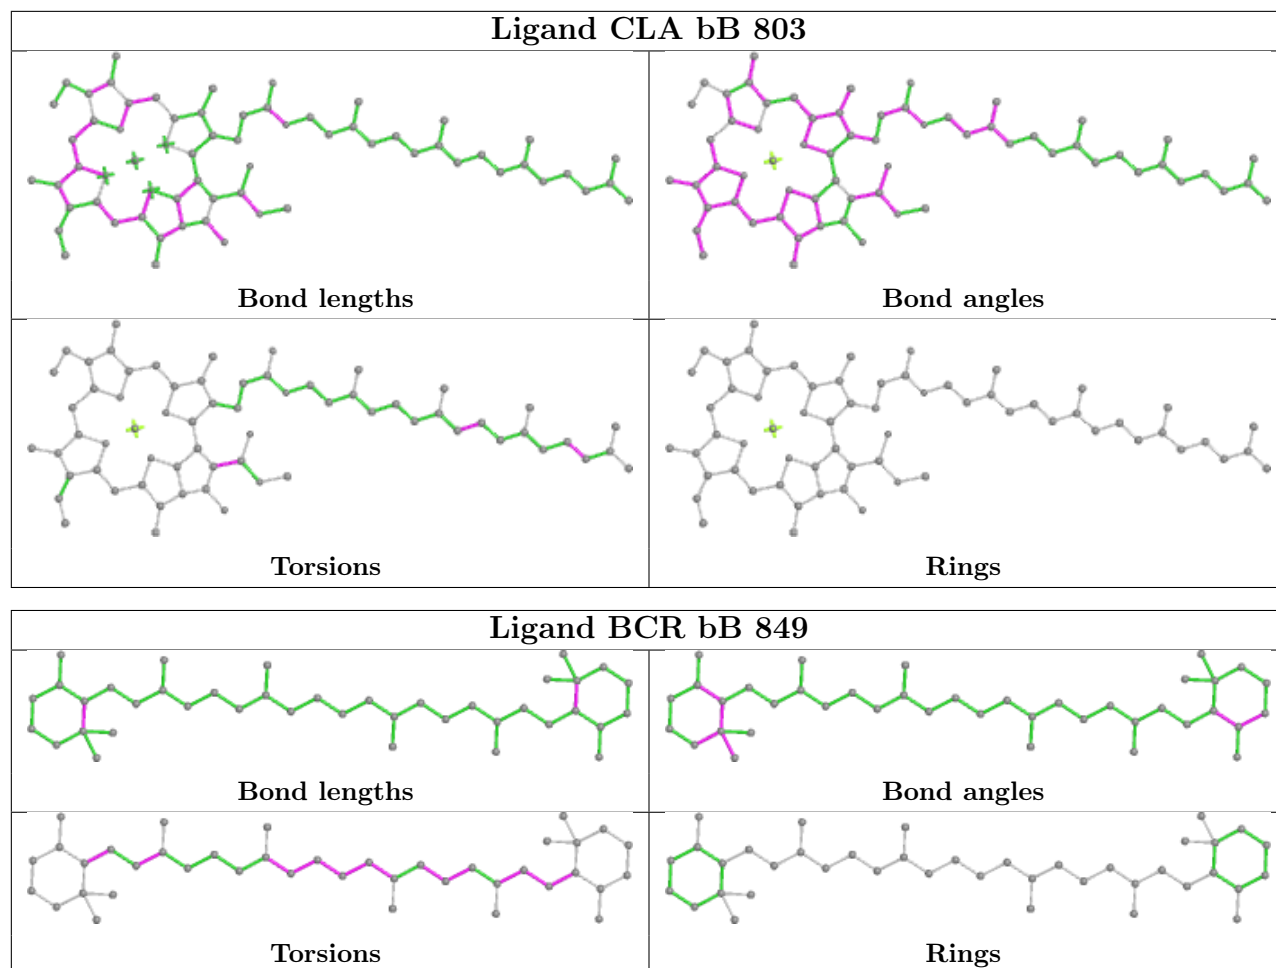 Ligand CLA bB 803
Bond lengths
Bond angles
Torsions
Rings
Ligand BCR bB 849
Bond lengths
Bond angles
Torsions
Rings